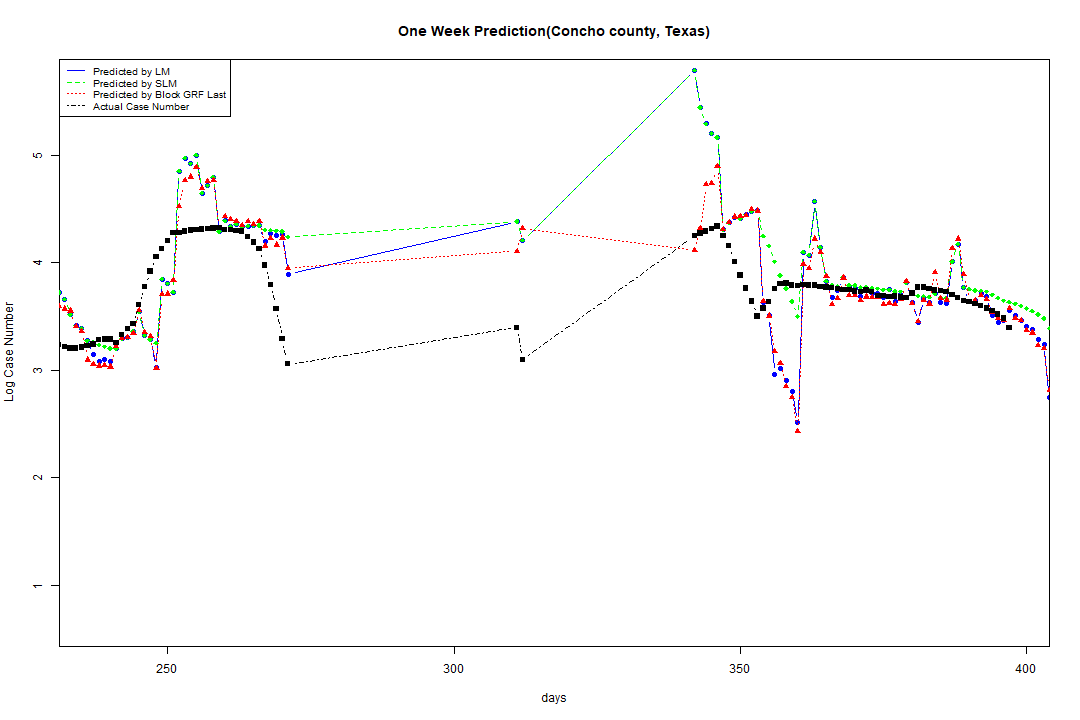 One Week Prediction(Concho county, Texas)
Predicted by LM
Predicted by SLM
Predicted by Block GRF Last
Actual Case Number
5
4
3
2
1
Log Case Number
250 300 350 400
days